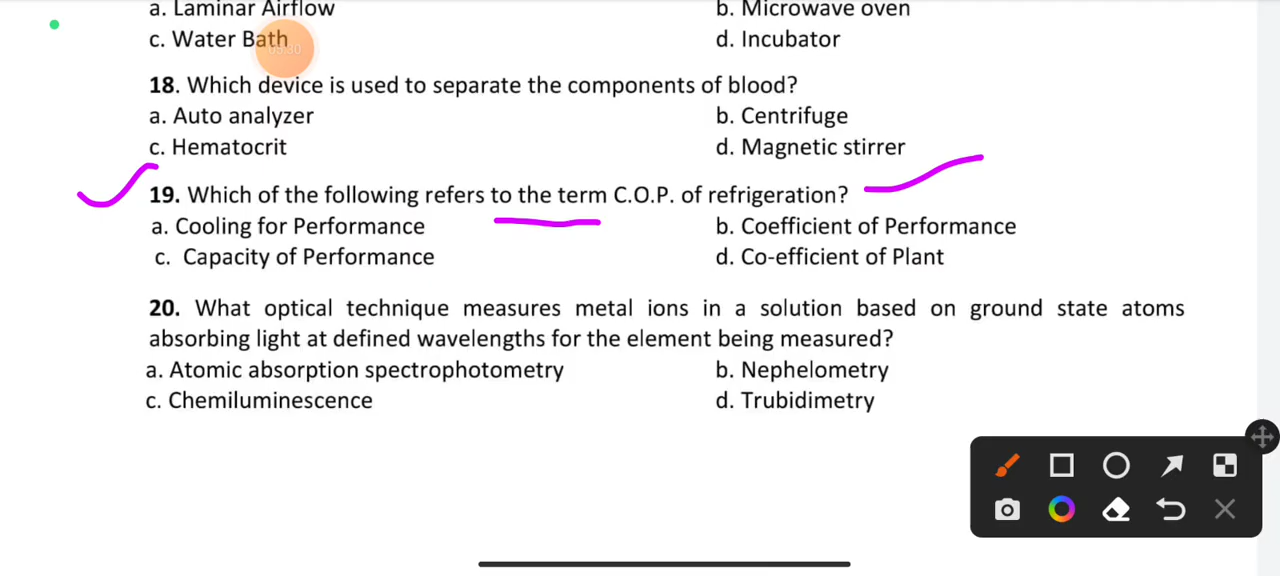 a. Laminar Airflow b. Microwave oven
c. Water Bath d. Incubator
18. Which device is used to separate the components of blood?
a. Auto analyzer b. Centrifuge
c. Hematocrit d. Magnetic stirrer
19. Which of the following refers to the term C.O.P. of refrigeration?
a. Cooling for Performance b. Coefficient of Performance
c. Capacity of Performance d. Co-efficient of Plant
20. What optical technique measures metal ions in a solution based on ground state atoms
absorbing light at defined wavelengths for the element being measured?
a. Atomic absorption spectrophotometry b. Nephelometry
c. Chemiluminescence d. Trubidimetry